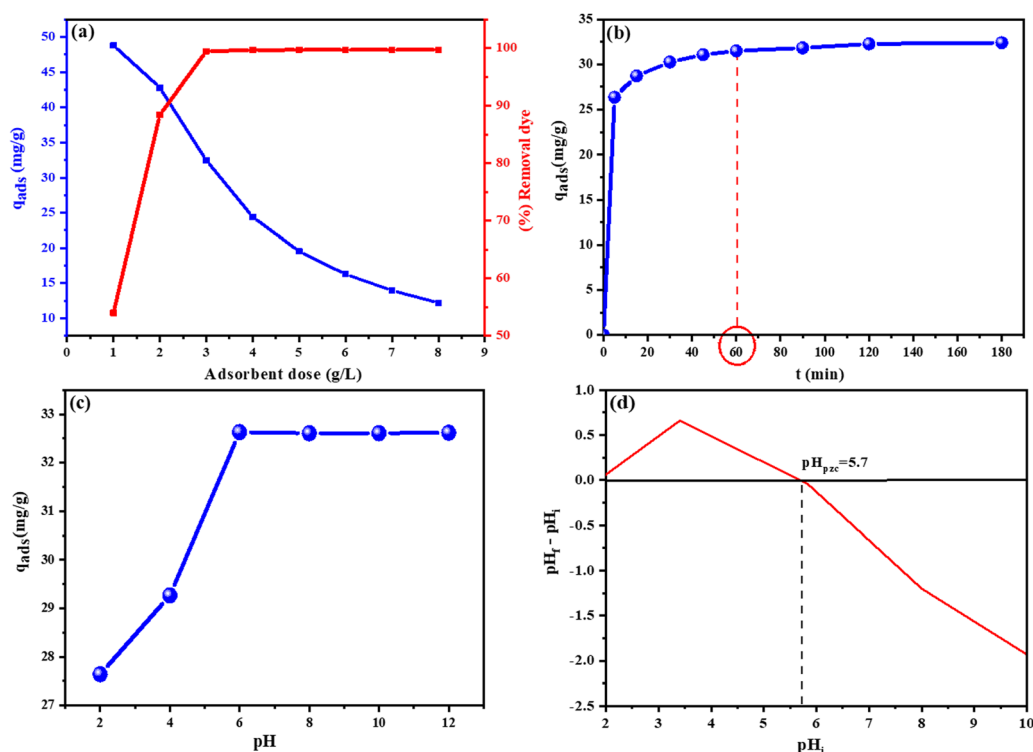 (a)
50
45
40
35
30
25
20
15
10
q_ads (mg/g)
100
90
80
70
60
50
(%) Removal dye
0 1 2 3 4 5 6 7 8 9
Adsorbent dose (g/L)
(b)
35
30
25
20
15
10
5
0
q_ads(mg/g)
0 20 40 60 80 100 120 140 160 180
t (min)
(c)
33
32
31
30
29
28
27
q_ads(mg/g)
2 4 6 8 10 12
pH
(d)
1.0
0.5
0.0
-0.5
-1.0
-1.5
-2.0
-2.5
pH_f - pH_i
pH_pzc=5.7
2 3 4 5 6 7 8 9 10
pH_i